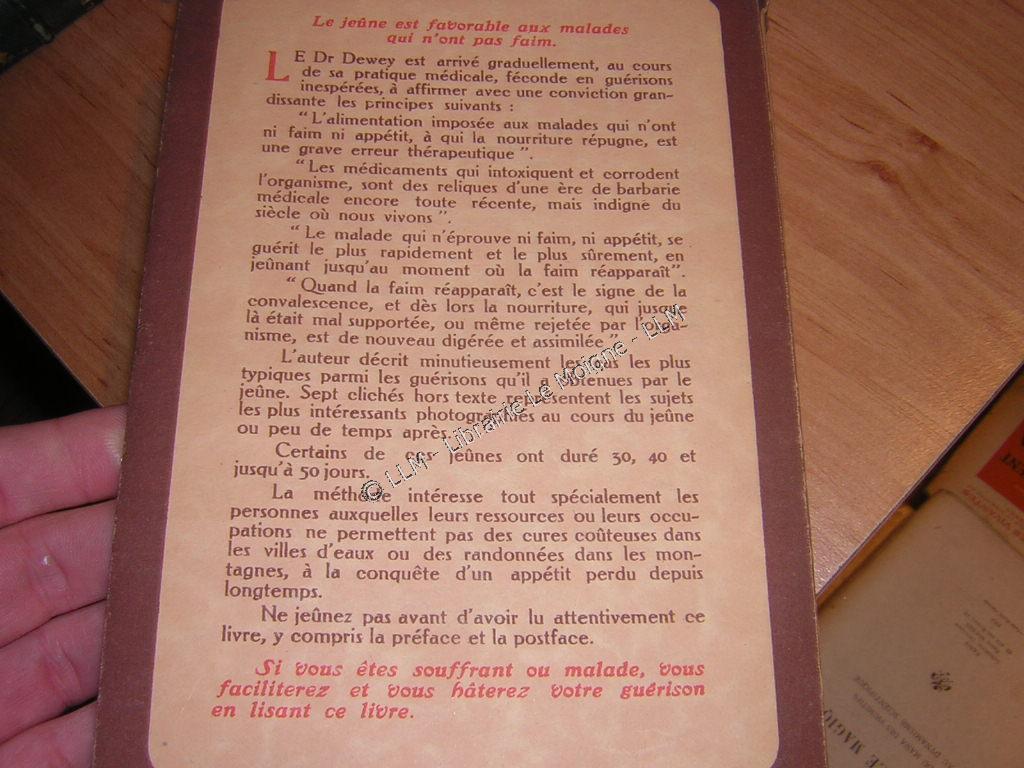 Le jeûne est favorable aux malades
qui n'ont pas faim.
LE Dr Dewey est arrivé graduellement, au cours
de sa pratique médicale, féconde en guérisons
inespérées, à affirmer avec une conviction gran-
dissante les principes suivants :
“ L'alimentation imposée aux malades qui n'ont
ni faim ni appétit, à qui la nourriture répugne, est
une grave erreur thérapeutique ”.
“ Les médicaments qui intoxiquent et corrodent
l'organisme, sont des reliques d'une ère de barbarie
médicale encore toute récente, mais indigne du
siècle où nous vivons ”.
“ Le malade qui n'éprouve ni faim, ni appétit, se
guérit le plus rapidement et le plus sûrement, en
jeûnant jusqu'au moment où la faim réapparaît”.
“ Quand la faim réapparaît, c'est le signe de la
convalescence, et dès lors la nourriture, qui jusque
là était mal supportée, ou même rejetée par l'orga-
nisme, est de nouveau digérée et assimilée ”
L'auteur décrit minutieusement les cas les plus
typiques parmi les guérisons qu'il a obtenues par le
jeûne. Sept clichés hors texte représentent les sujets
les plus intéressants photographiés au cours du jeûne
ou peu de temps après.
Certains de ces jeûnes ont duré 30, 40 et
jusqu'à 50 jours.
La méthode intéresse tout spécialement les
personnes auxquelles leurs ressources ou leurs occu-
pations ne permettent pas des cures coûteuses dans
les villes d'eaux ou des randonnées dans les mon-
tagnes, à la conquête d'un appétit perdu depuis
longtemps.
Ne jeûnez pas avant d'avoir lu attentivement ce
livre, y compris la préface et la postface.
Si vous êtes souffrant ou malade, vous
faciliterez et vous hâterez votre guérison
en lisant ce livre.
© LLM - Librairie Le Moigne - LLM
DYNAMISME SCIENTIFIQUE